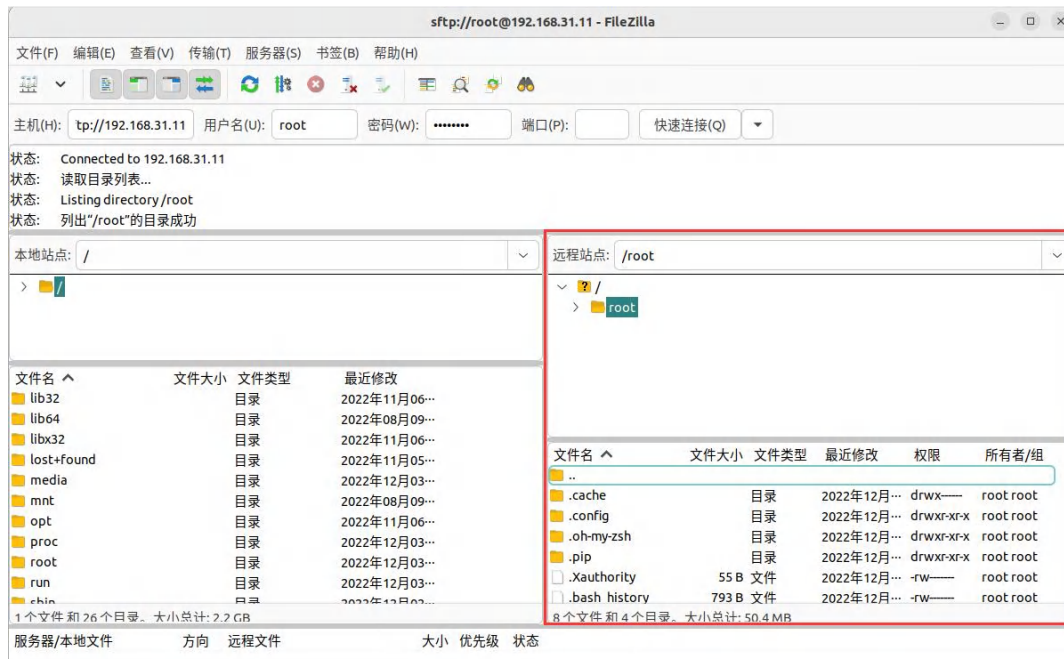 sftp://root@192.168.31.11 - FileZilla
文件(F) 编辑(E) 查看(V) 传输(T) 服务器(S) 书签(B) 帮助(H)
主机(H): tp://192.168.31.11 用户名(U): root 密码(W): •••••••• 端口(P): 快速连接(Q)
状态: Connected to 192.168.31.11
状态: 读取目录列表...
状态: Listing directory /root
状态: 列出"/root"的目录成功
本地站点: /
/
文件名 文件大小 文件类型 最近修改
lib32 目录 2022年11月06…
lib64 目录 2022年08月09…
libx32 目录 2022年11月06…
lost+found 目录 2022年11月05…
media 目录 2022年12月03…
mnt 目录 2022年08月09…
opt 目录 2022年11月06…
proc 目录 2022年12月03…
root 目录 2022年12月03…
run 目录 2022年12月03…
sbin 目录 2022年12月02…
1个文件 和 26个目录。大小总计: 2.2 GB
远程站点: /root
/
root
文件名 文件大小 文件类型 最近修改 权限 所有者/组
..
.cache 目录 2022年12月… drwx------ root root
.config 目录 2022年12月… drwxr-xr-x root root
.oh-my-zsh 目录 2022年12月… drwxr-xr-x root root
.pip 目录 2022年12月… drwxr-xr-x root root
.Xauthority 55 B 文件 2022年12月… -rw------- root root
.bash_history 793 B 文件 2022年12月… -rw------- root root
8个文件 和 4个目录。大小总计: 50.4 MB
服务器/本地文件 方向 远程文件 大小 优先级 状态